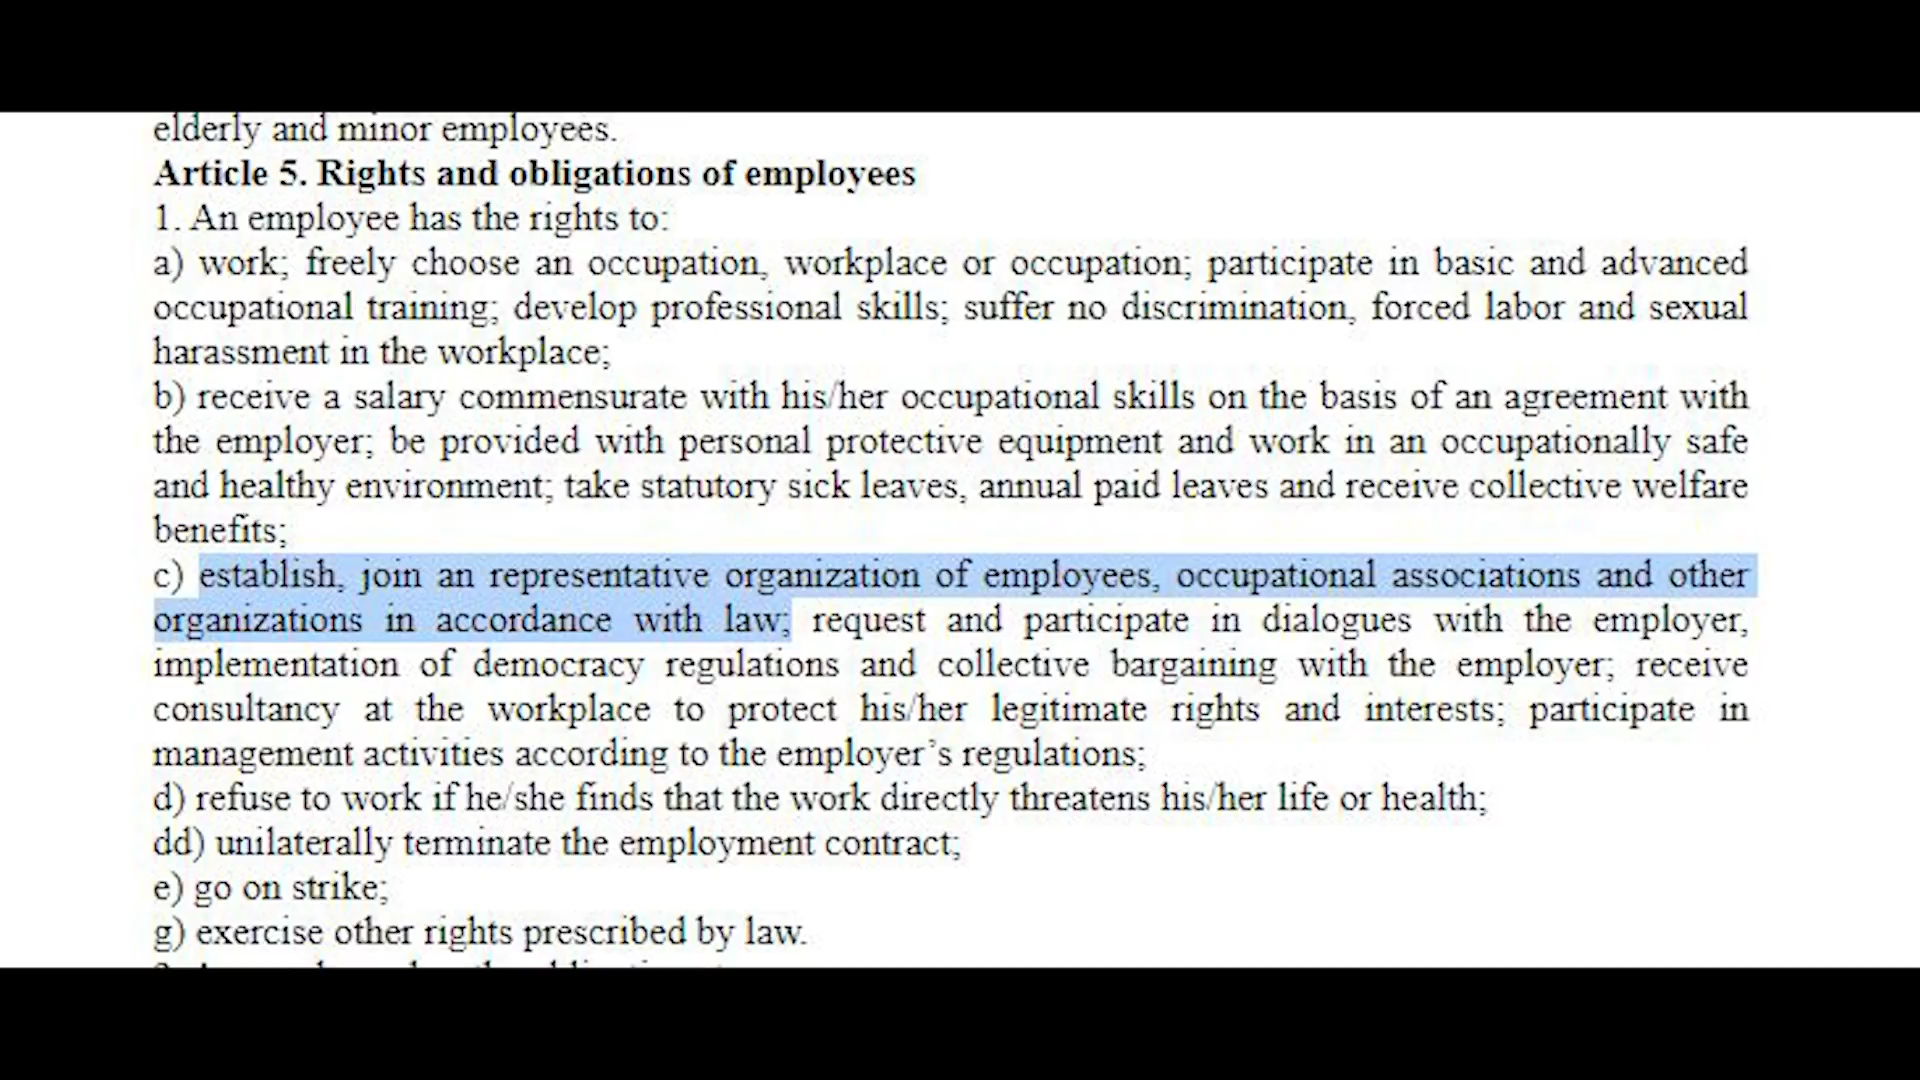 elderly and minor employees.
Article 5. Rights and obligations of employees
1. An employee has the rights to:
a) work; freely choose an occupation, workplace or occupation; participate in basic and advanced
occupational training; develop professional skills; suffer no discrimination, forced labor and sexual
harassment in the workplace;
b) receive a salary commensurate with his/her occupational skills on the basis of an agreement with
the employer; be provided with personal protective equipment and work in an occupationally safe
and healthy environment; take statutory sick leaves, annual paid leaves and receive collective welfare
benefits;
c) establish, join an representative organization of employees, occupational associations and other
organizations in accordance with law; request and participate in dialogues with the employer,
implementation of democracy regulations and collective bargaining with the employer; receive
consultancy at the workplace to protect his/her legitimate rights and interests; participate in
management activities according to the employer’s regulations;
d) refuse to work if he/she finds that the work directly threatens his/her life or health;
dd) unilaterally terminate the employment contract;
e) go on strike;
g) exercise other rights prescribed by law.